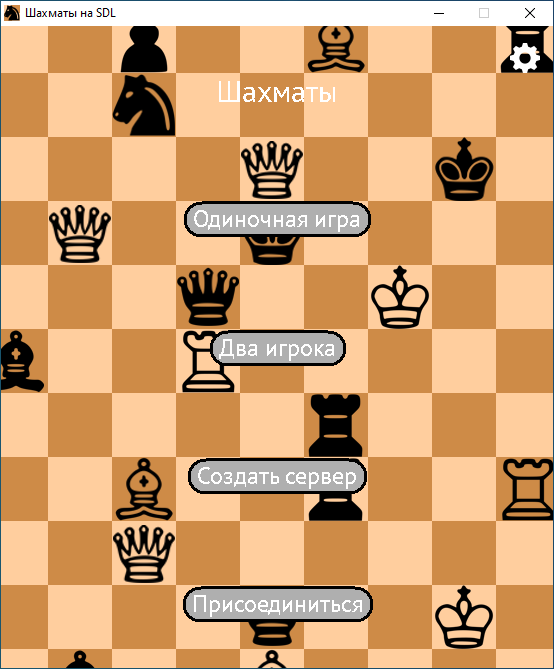 Шахматы на SDL
Шахматы
Одиночная игра
Два игрока
Создать сервер
Присоединиться